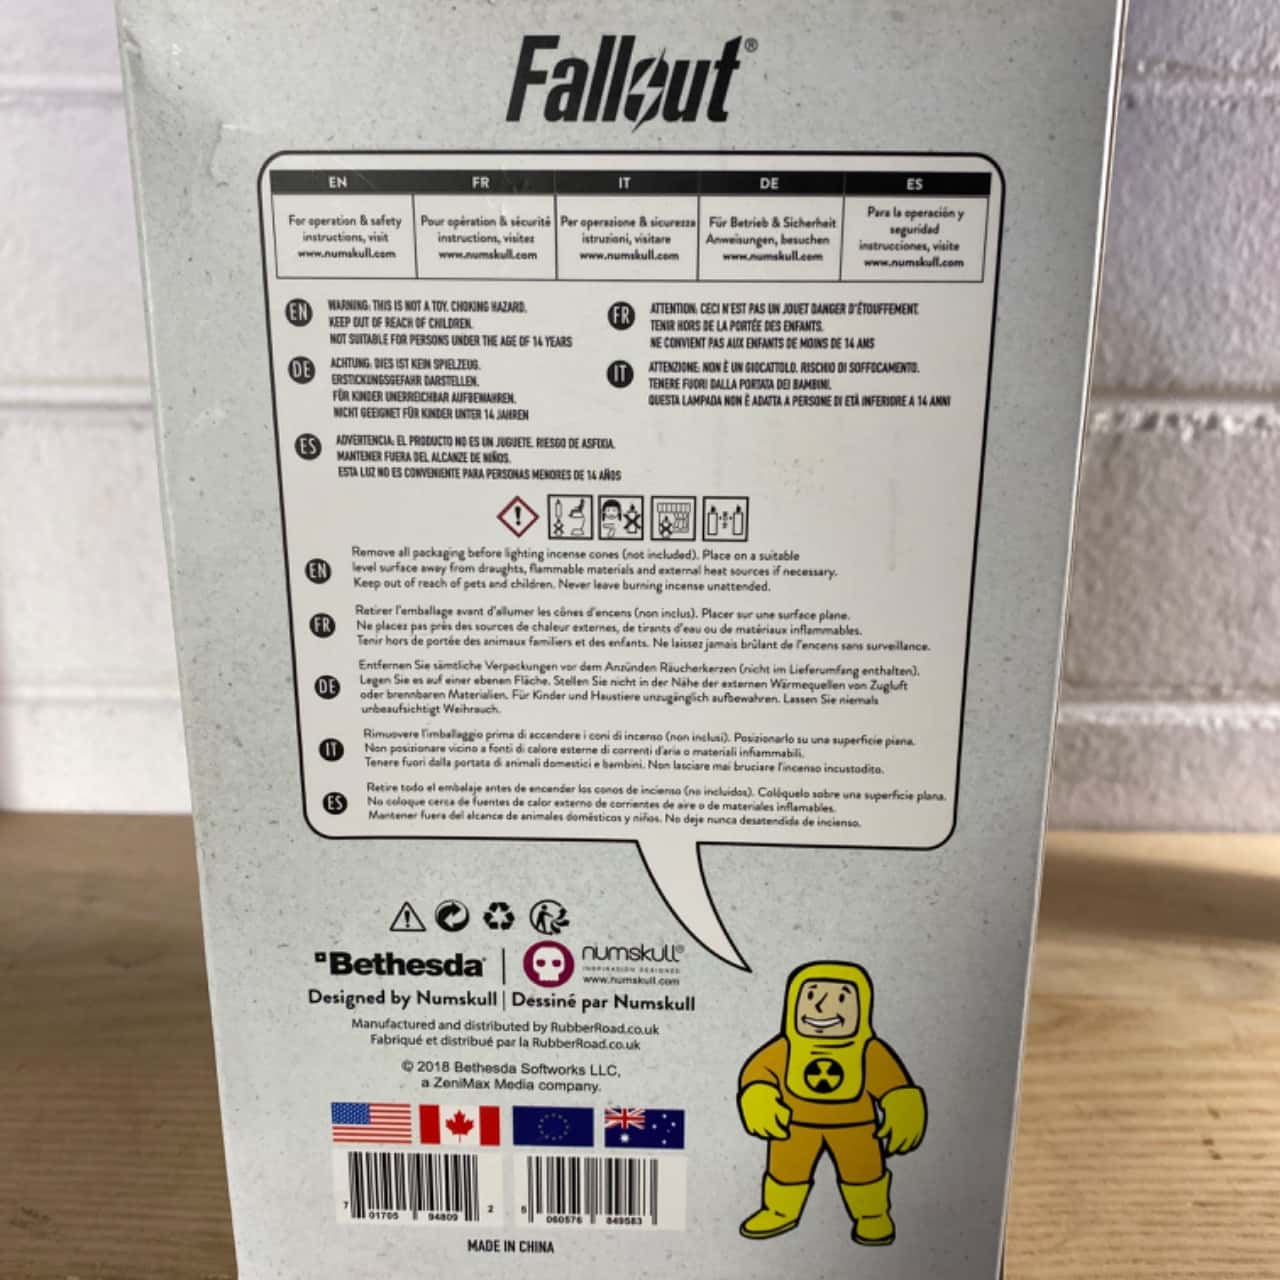 Fallout®
EN FR IT DE ES
For operation & safety instructions, visit www.numskull.com
Pour opération & sécurité instructions, visitez www.numskull.com
Per operazione & sicurezza istruzioni, visitare www.numskull.com
Für Betrieb & Sicherheit Anweisungen, besuchen www.numskull.com
Para la operación y seguridad instrucciones, visite www.numskull.com
EN
WARNING: THIS IS NOT A TOY. CHOKING HAZARD.
KEEP OUT OF REACH OF CHILDREN.
NOT SUITABLE FOR PERSONS UNDER THE AGE OF 14 YEARS
FR
ATTENTION: CECI N'EST PAS UN JOUET DANGER D'ÉTOUFFEMENT.
TENIR HORS DE LA PORTÉE DES ENFANTS.
NE CONVIENT PAS AUX ENFANTS DE MOINS DE 14 ANS
DE
ACHTUNG: DIES IST KEIN SPIELZEUG.
ERSTICKUNGSGEFAHR DARSTELLEN.
FÜR KINDER UNERREICHBAR AUFBEWAHREN.
NICHT GEEIGNET FÜR KINDER UNTER 14 JAHREN
IT
ATTENZIONE: NON È UN GIOCATTOLO. RISCHIO DI SOFFOCAMENTO.
TENERE FUORI DALLA PORTATA DEI BAMBINI.
QUESTA LAMPADA NON È ADATTA A PERSONE DI ETÀ INFERIORE A 14 ANNI
ES
ADVERTENCIA: EL PRODUCTO NO ES UN JUGUETE. RIESGO DE ASFIXIA.
MANTENER FUERA DEL ALCANZE DE NIÑOS.
ESTA LUZ NO ES CONVENIENTE PARA PERSONAS MENORES DE 14 AÑOS
EN
Remove all packaging before lighting incense cones (not included). Place on a suitable
level surface away from draughts, flammable materials and external heat sources if necessary.
Keep out of reach of pets and children. Never leave burning incense unattended.
FR
Retirer l'emballage avant d'allumer les cônes d'encens (non inclus). Placer sur une surface plane.
Ne placez pas près des sources de chaleur externes, de tirants d'eau ou de matériaux inflammables.
Tenir hors de portée des animaux familiers et des enfants. Ne laissez jamais brûlant de l'encens sans surveillance.
DE
Entfernen Sie sämtliche Verpackungen vor dem Anzünden Räucherkerzen (nicht im Lieferumfang enthalten).
Legen Sie es auf einer ebenen Fläche. Stellen Sie nicht in der Nähe der externen Wärmequellen von Zugluft
oder brennbaren Materialien. Für Kinder und Haustiere unzugänglich aufbewahren. Lassen Sie niemals
unbeaufsichtigt Weihrauch.
IT
Rimuovere l'imballaggio prima di accendere i coni di incenso (non inclusi). Posizionarlo su una superficie piana.
Non posizionare vicino a fonti di calore esterne di correnti d'aria o materiali infiammabili.
Tenere fuori dalla portata di animali domestici e bambini. Non lasciare mai bruciare l'incenso incustodito.
ES
Retire todo el embalaje antes de encender los conos de incienso (no incluidos). Colóquelo sobre una superficie plana.
No coloque cerca de fuentes de calor externo de corrientes de aire o de materiales inflamables.
Mantener fuera del alcance de animales domésticos y niños. No deje nunca desatendida de incienso.
Bethesda® | numskull®
INSPIRASION DESIGNED
www.numskull.com
Designed by Numskull | Dessiné par Numskull
Manufactured and distributed by RubberRoad.co.uk
Fabriqué et distribué par la RubberRoad.co.uk
© 2018 Bethesda Softworks LLC,
a ZeniMax Media company.
7 01705 94809 2
5 060576 849583
MADE IN CHINA